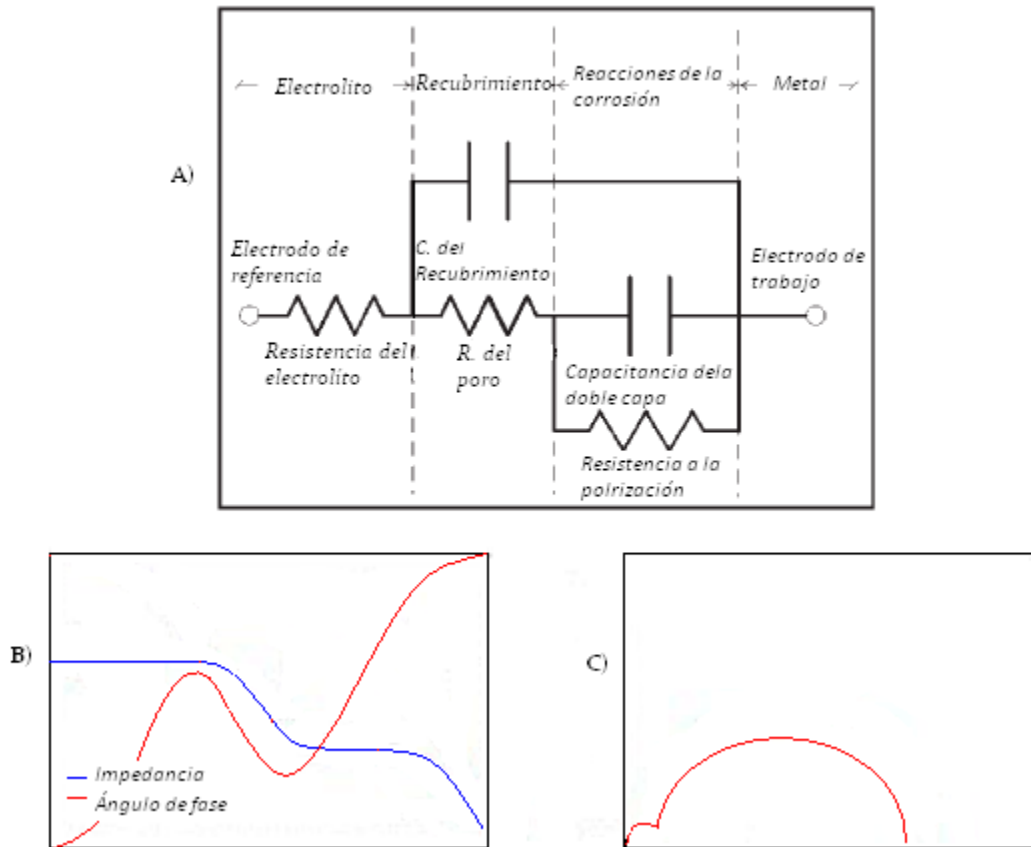 A)
Electrolito
Recubrimiento
Reacciones de la
corrosión
Metal
Electrodo de
referencia
C. del
Recubrimiento
Electrodo de
trabajo
Resistencia del
electrolito
R. del
poro
Capacitancia dela
doble capa
Resistencia a la
polrización
B)
Impedancia
Ángulo de fase
C)